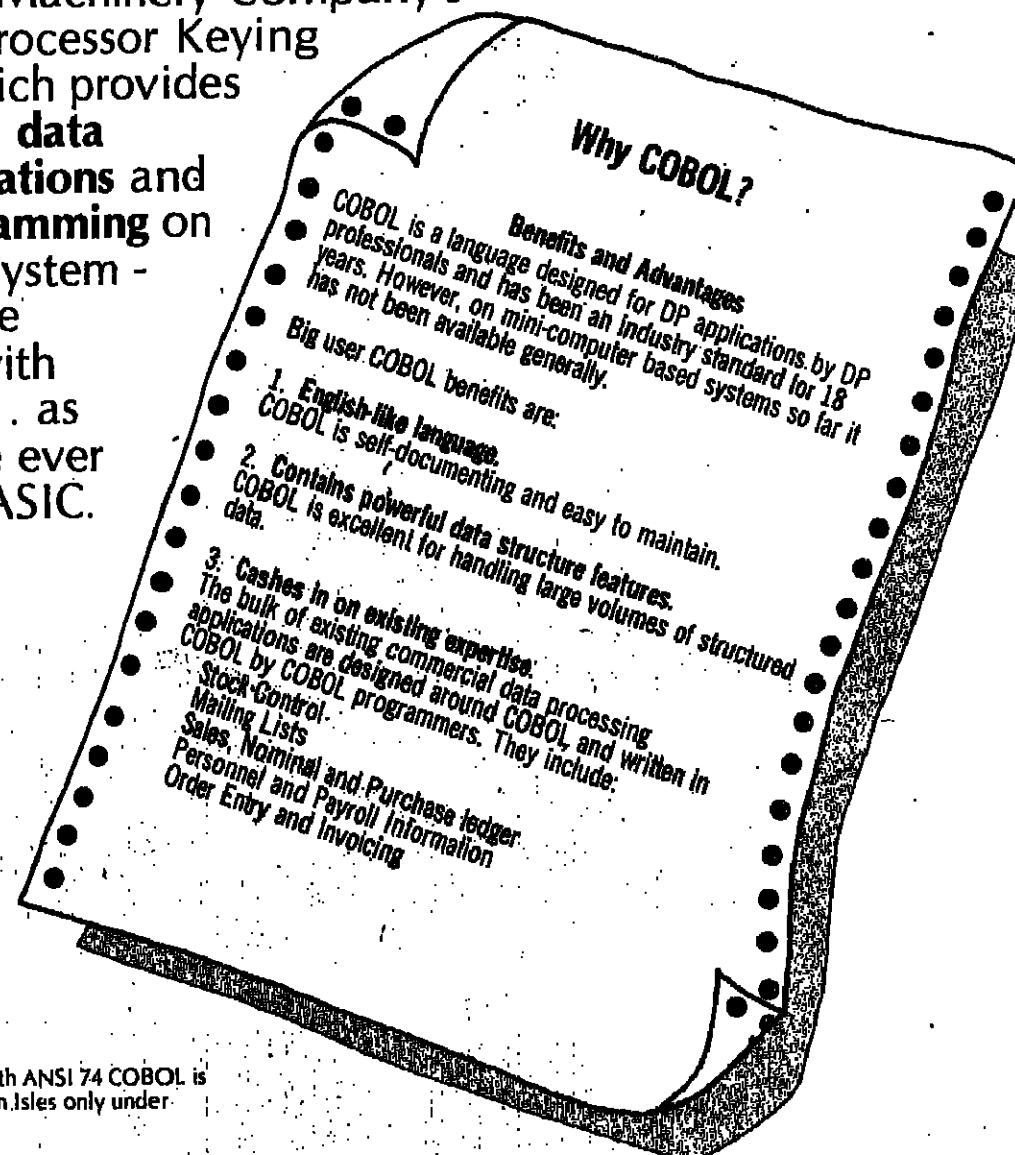 Machinery Company's
rocessor Keying
ich provides
data
ations and
amming on
ystem -
e
ith
. as
e ever
ASIC.
Why COBOL?
Benefits and Advantages
COBOL is a language designed for DP applications by DP
professionals and has been an industry standard for 18
years. However, on mini-computer based systems so far it
has not been available generally.
Big user COBOL benefits are:
1. English-like language.
COBOL is self-documenting and easy to maintain.
2. Contains powerful data structure features.
COBOL is excellent for handling large volumes of structured
data.
3. Cashes in on existing expertise.
The bulk of existing commercial data processing
applications are designed around COBOL and written in
COBOL by COBOL programmers. They include:
Stock Control
Mailing Lists
Sales, Nominal and Purchase ledger
Personnel and Payroll Information
Order Entry and Invoicing
th ANSI 74 COBOL is
n Isles only under